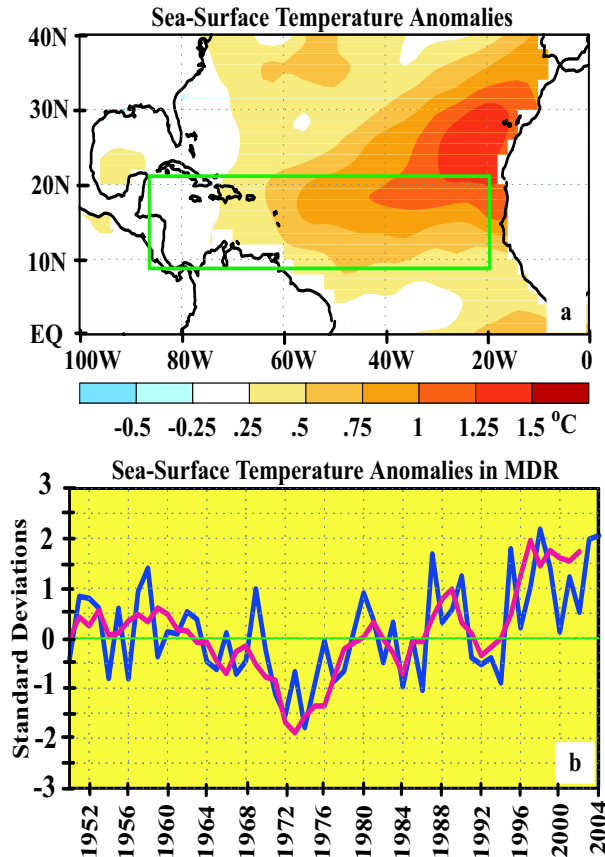 Sea-Surface Temperature Anomalies
40N
30N
20N
10N
EQ
a
100W 80W 60W 40W 20W 0
-0.5 -0.25 .25 .5 .75 1 1.25 1.5 °C
Sea-Surface Temperature Anomalies in MDR
Standard Deviations
3
2
1
0
-1
-2
-3
b
1952 1956 1960 1964 1968 1972 1976 1980 1984 1988 1992 1996 2000 2004